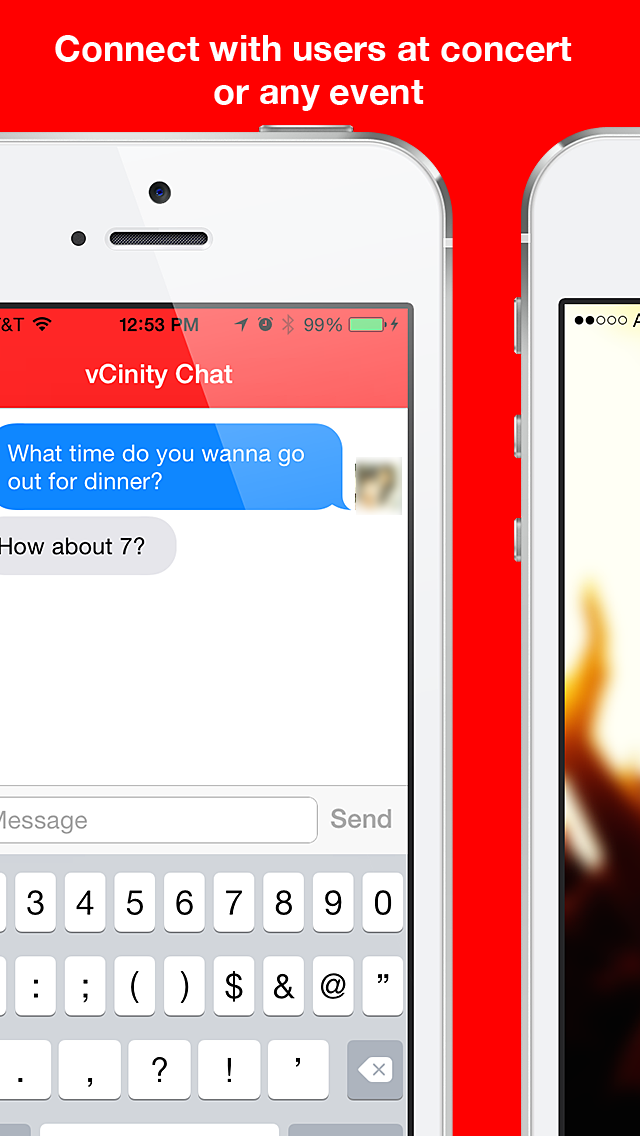 Connect with users at concert
or any event
&T 12:53 PM 99%
vCinity Chat
What time do you wanna go
out for dinner?
How about 7?
Message Send
3 4 5 6 7 8 9 0
: ; ( ) $ & @ ”
. , ? ! ’